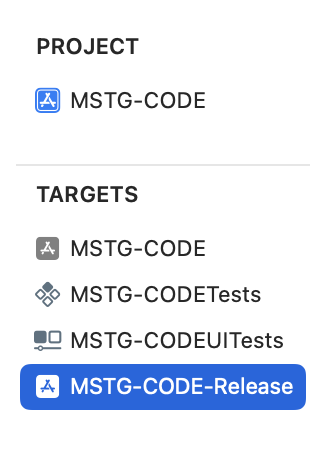 PROJECT
MSTG-CODE
TARGETS
MSTG-CODE
MSTG-CODETests
MSTG-CODEUITests
MSTG-CODE-Release